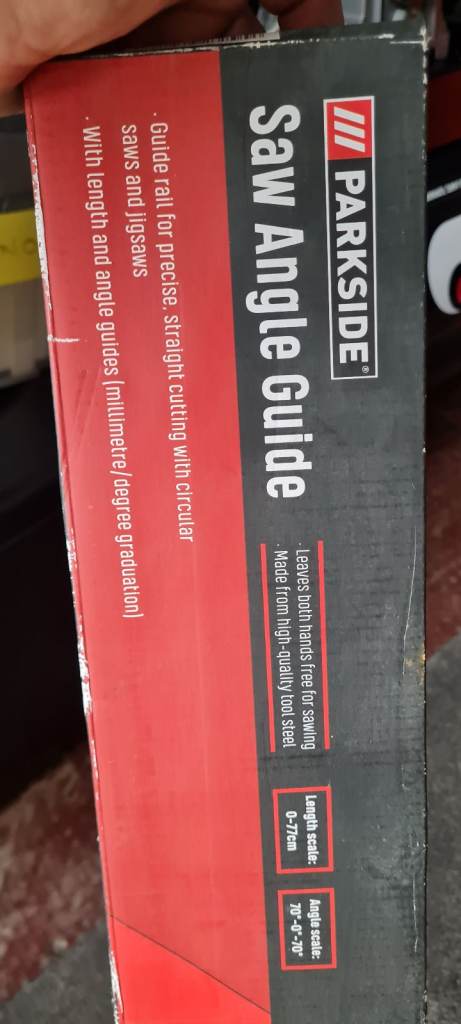 PARKSIDE®
Saw Angle Guide
· Leaves both hands free for sawing
· Made from high-quality tool steel
Length scale:
0-77cm
Angle scale:
70°-0°-70°
· Guide rail for precise, straight cutting with circular
saws and jigsaws
· With length and angle guides (millimetre/degree graduation)